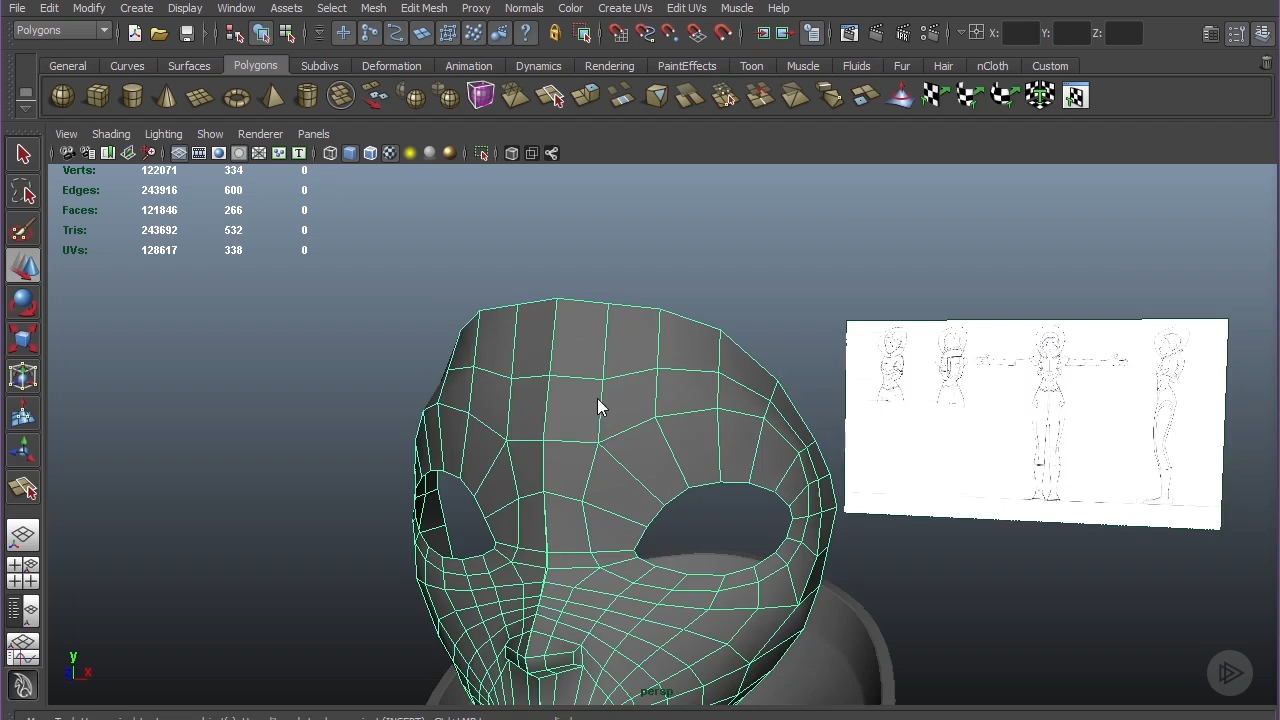 File Edit Modify Create Display Window Assets Select Mesh Edit Mesh Proxy Normals Color Create UVs Edit UVs Muscle Help
Polygons X: Y: Z:
General Curves Surfaces Polygons Subdivs Deformation Animation Dynamics Rendering PaintEffects Toon Muscle Fluids Fur Hair nCloth Custom
View Shading Lighting Show Renderer Panels
Verts: 122071 334 0
Edges: 243916 600 0
Faces: 121846 266 0
Tris: 243692 532 0
UVs: 128617 338 0
y
x
persp